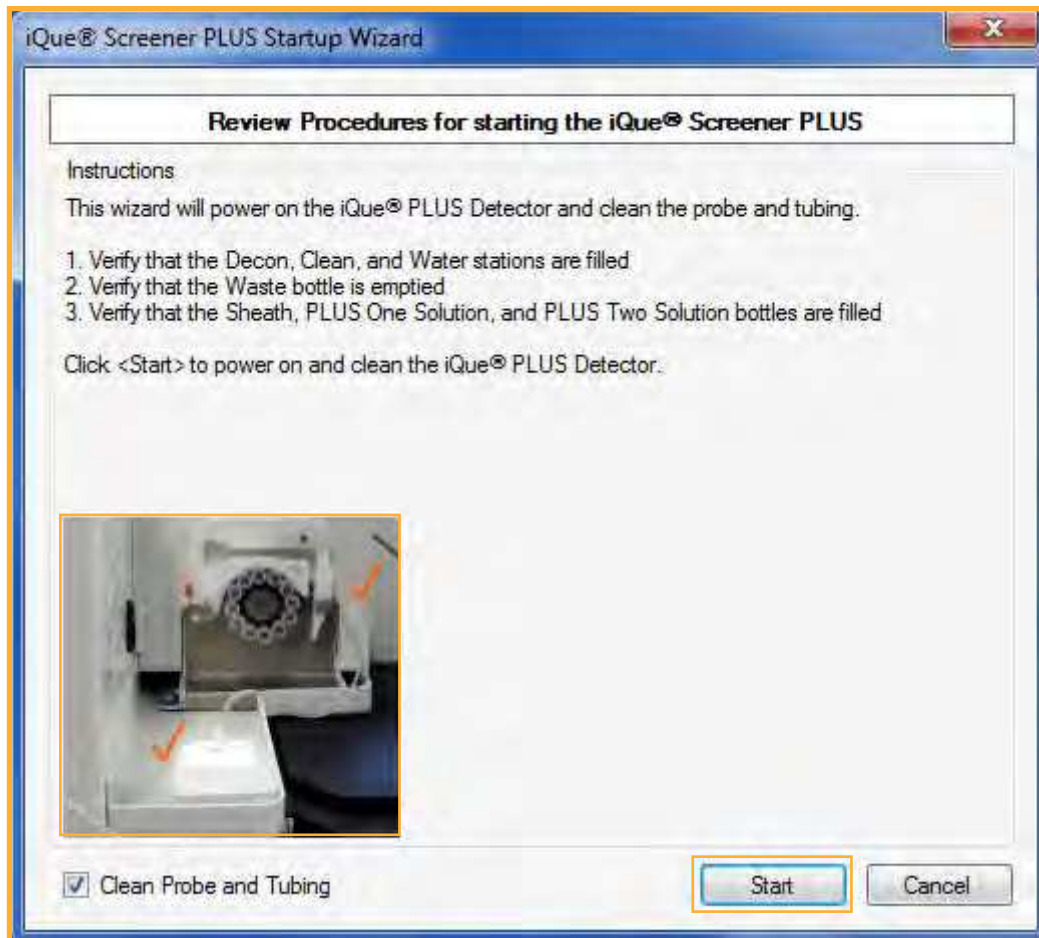 iQue® Screener PLUS Startup Wizard
Review Procedures for starting the iQue® Screener PLUS
Instructions
This wizard will power on the iQue® PLUS Detector and clean the probe and tubing.
1. Verify that the Decon, Clean, and Water stations are filled
2. Verify that the Waste bottle is emptied
3. Verify that the Sheath, PLUS One Solution, and PLUS Two Solution bottles are filled
Click <Start> to power on and clean the iQue® PLUS Detector.
Clean Probe and Tubing
Start
Cancel